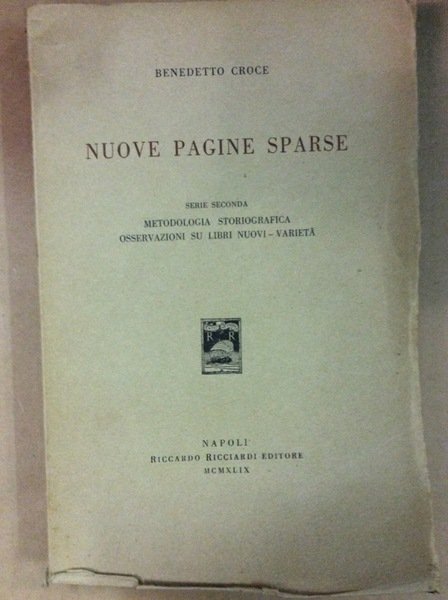 BENEDETTO CROCE
NUOVE PAGINE SPARSE
SERIE SECONDA
METODOLOGIA STORIOGRAFICA
OSSERVAZIONI SU LIBRI NUOVI - VARIETÀ
R R
NAPOLI
RICCARDO RICCIARDI EDITORE
MCMXLIX